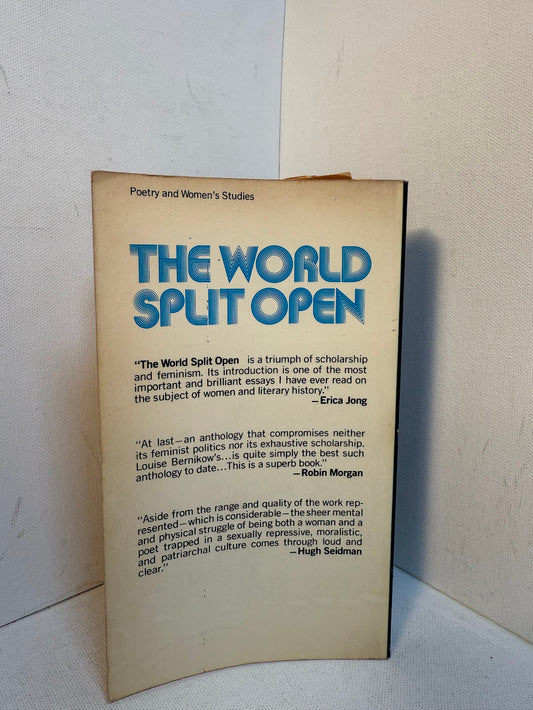 Poetry and Women's Studies
THE WORLD
SPLIT OPEN
"The World Split Open is a triumph of scholarship
and feminism. Its introduction is one of the most
important and brilliant essays I have ever read on
the subject of women and literary history."
—Erica Jong
"At last—an anthology that compromises neither
its feminist politics nor its exhaustive scholarship.
Louise Bernikow's...is quite simply the best such
anthology to date...This is a superb book."
—Robin Morgan
"Aside from the range and quality of the work rep-
resented—which is considerable—the sheer mental
and physical struggle of being both a woman and a
poet trapped in a sexually repressive, moralistic,
and patriarchal culture comes through loud and
clear."
—Hugh Seidman